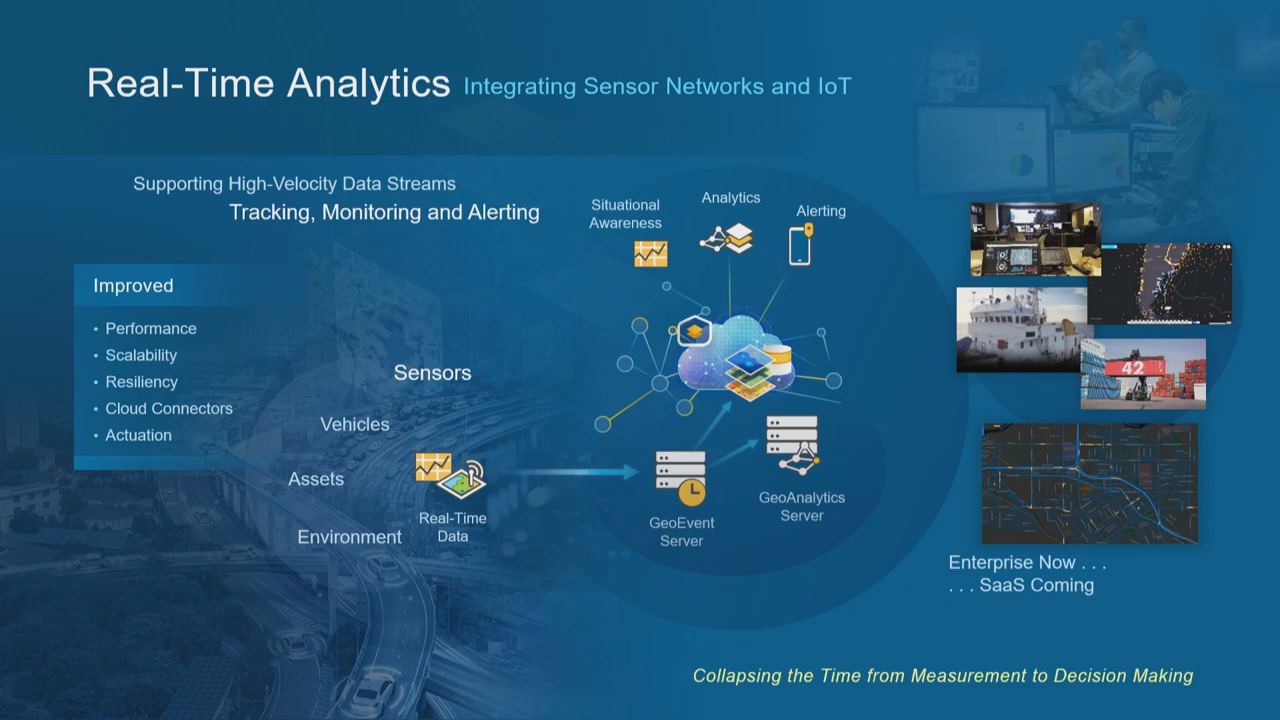 Real-Time Analytics Integrating Sensor Networks and IoT
Supporting High-Velocity Data Streams
Tracking, Monitoring and Alerting
Improved
• Performance
• Scalability
• Resiliency
• Cloud Connectors
• Actuation
Sensors
Vehicles
Assets
Environment
Real-Time
Data
Situational
Awareness
Analytics
Alerting
GeoEvent
Server
GeoAnalytics
Server
4
42
Enterprise Now . . .
. . . SaaS Coming
Collapsing the Time from Measurement to Decision Making